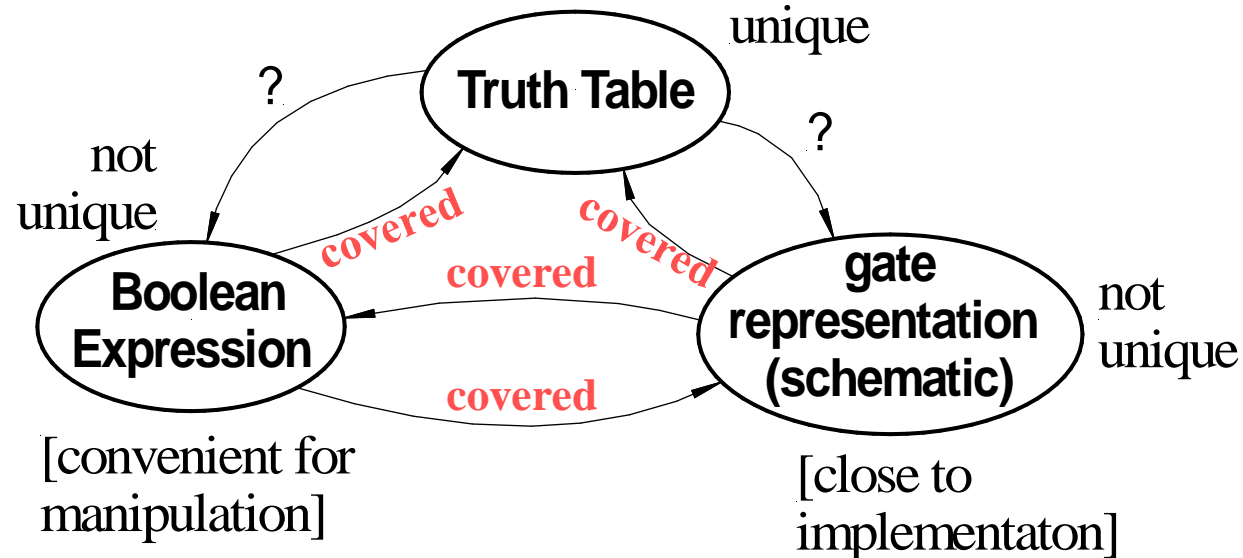 unique
Truth Table
?
?
not
unique
covered
covered
covered
Boolean
Expression
gate
representation
(schematic)
not
unique
covered
[convenient for
manipulation]
[close to
implementaton]